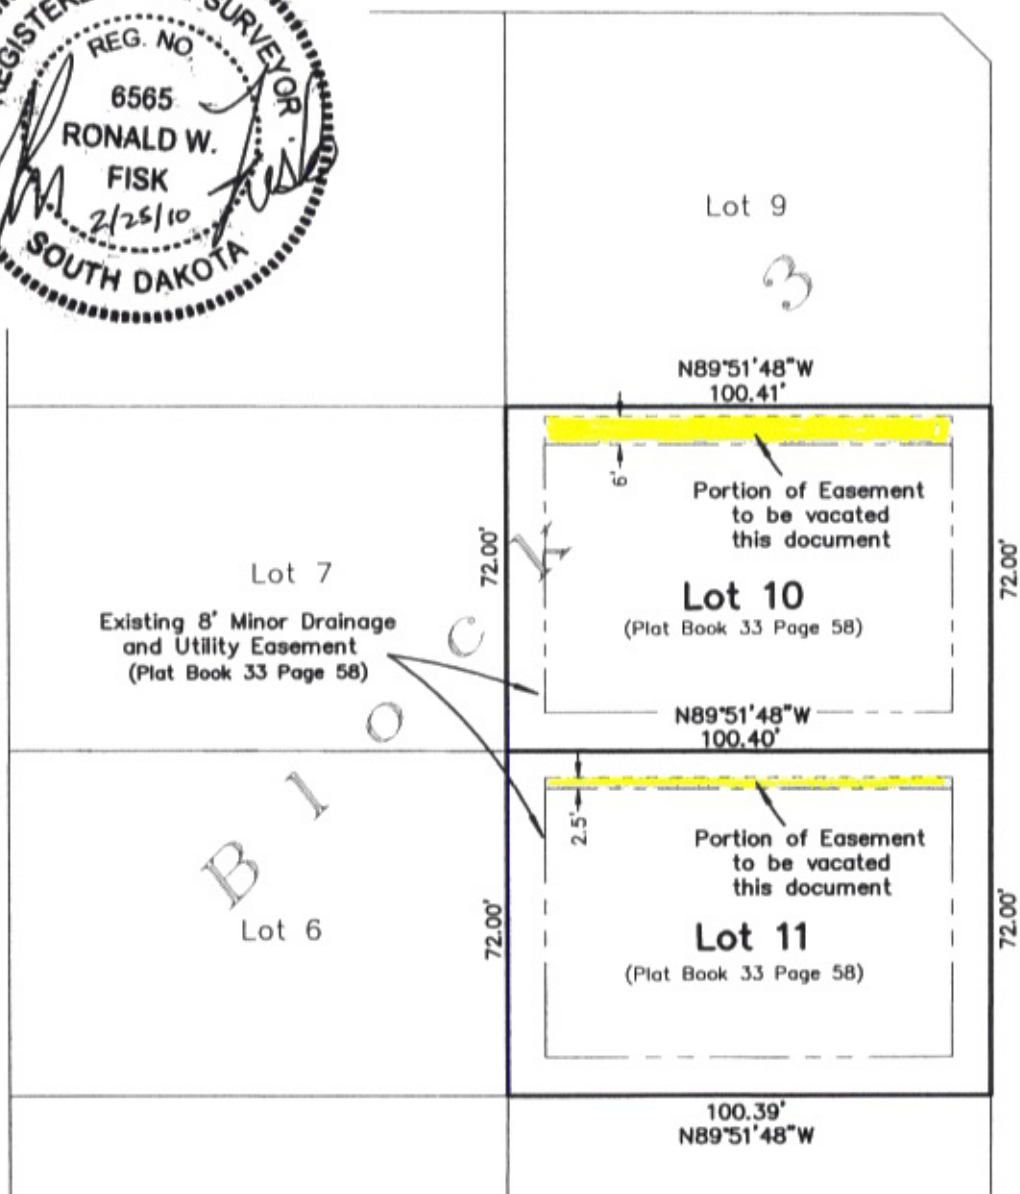 REG. NO.
6565
RONALD W.
FISK
2/25/10
SURVEYOR
SOUTH DAKOTA
Lot 9
3
N89°51'48"W
100.41'
6'
Portion of Easement
to be vacated
this document
72.00'
72.00'
Lot 10
(Plat Book 33 Page 58)
Lot 7
Existing 8' Minor Drainage
and Utility Easement
(Plat Book 33 Page 58)
N89°51'48"W
100.40'
B l o c k
2.5'
Portion of Easement
to be vacated
this document
Lot 6
72.00'
72.00'
Lot 11
(Plat Book 33 Page 58)
100.39'
N89°51'48"W